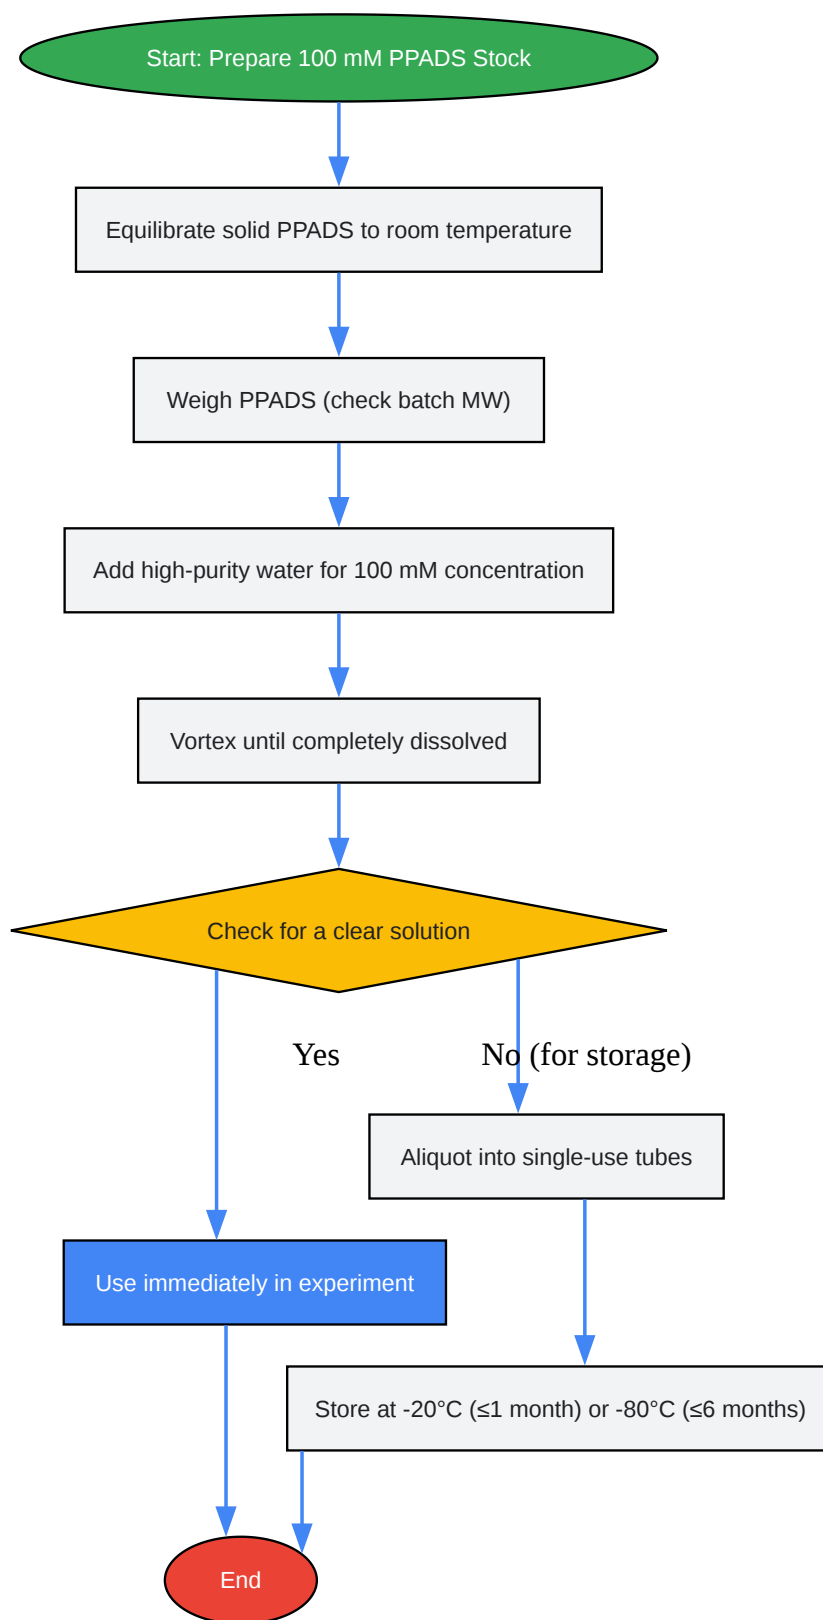 Start: Prepare 100 mM PPADS Stock
Equilibrate solid PPADS to room temperature
Weigh PPADS (check batch MW)
Add high-purity water for 100 mM concentration
Vortex until completely dissolved
Check for a clear solution
Yes
No (for storage)
Aliquot into single-use tubes
Use immediately in experiment
Store at -20°C (≤1 month) or -80°C (≤6 months)
End